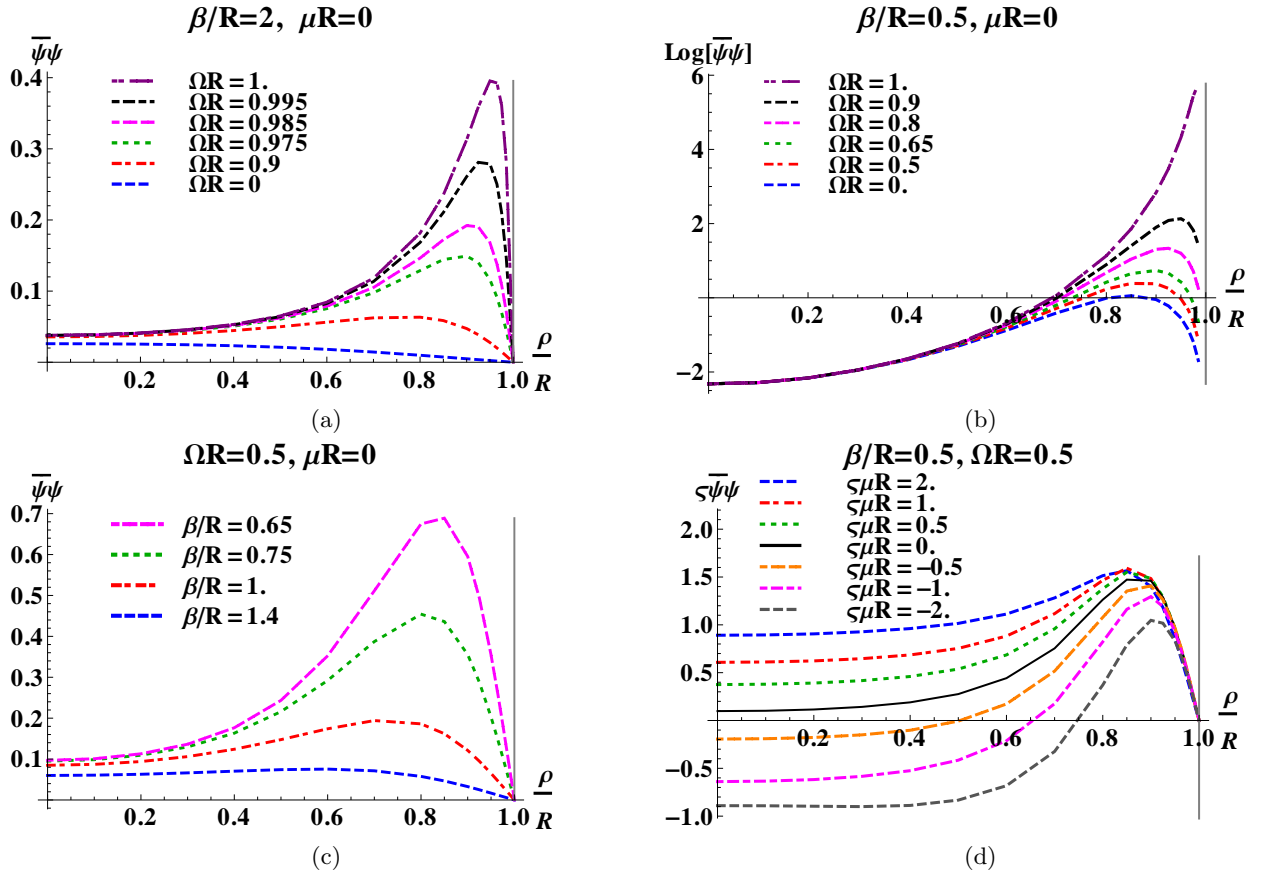 β/R=2, μR=0
ψ̅ψ
0.4
0.3
0.2
0.1
ΩR=1.
ΩR=0.995
ΩR=0.985
ΩR=0.975
ΩR=0.9
ΩR=0
0.2 0.4 0.6 0.8 1.0
ρ
R
(a)
β/R=0.5, μR=0
Log[ψ̅ψ]
6
4
2
−2
ΩR=1.
ΩR=0.9
ΩR=0.8
ΩR=0.65
ΩR=0.5
ΩR=0.
0.2 0.4 0.6 0.8 1.0
ρ
R
(b)
ΩR=0.5, μR=0
ψ̅ψ
0.7
0.6
0.5
0.4
0.3
0.2
0.1
β/R=0.65
β/R=0.75
β/R=1.
β/R=1.4
0.2 0.4 0.6 0.8 1.0
ρ
R
(c)
β/R=0.5, ΩR=0.5
ςψ̅ψ
2.0
1.5
1.0
0.5
−0.5
−1.0
ςμR=2.
ςμR=1.
ςμR=0.5
ςμR=0.
ςμR=−0.5
ςμR=−1.
ςμR=−2.
0.2 0.4 0.6 0.8 1.0
ρ
R
(d)